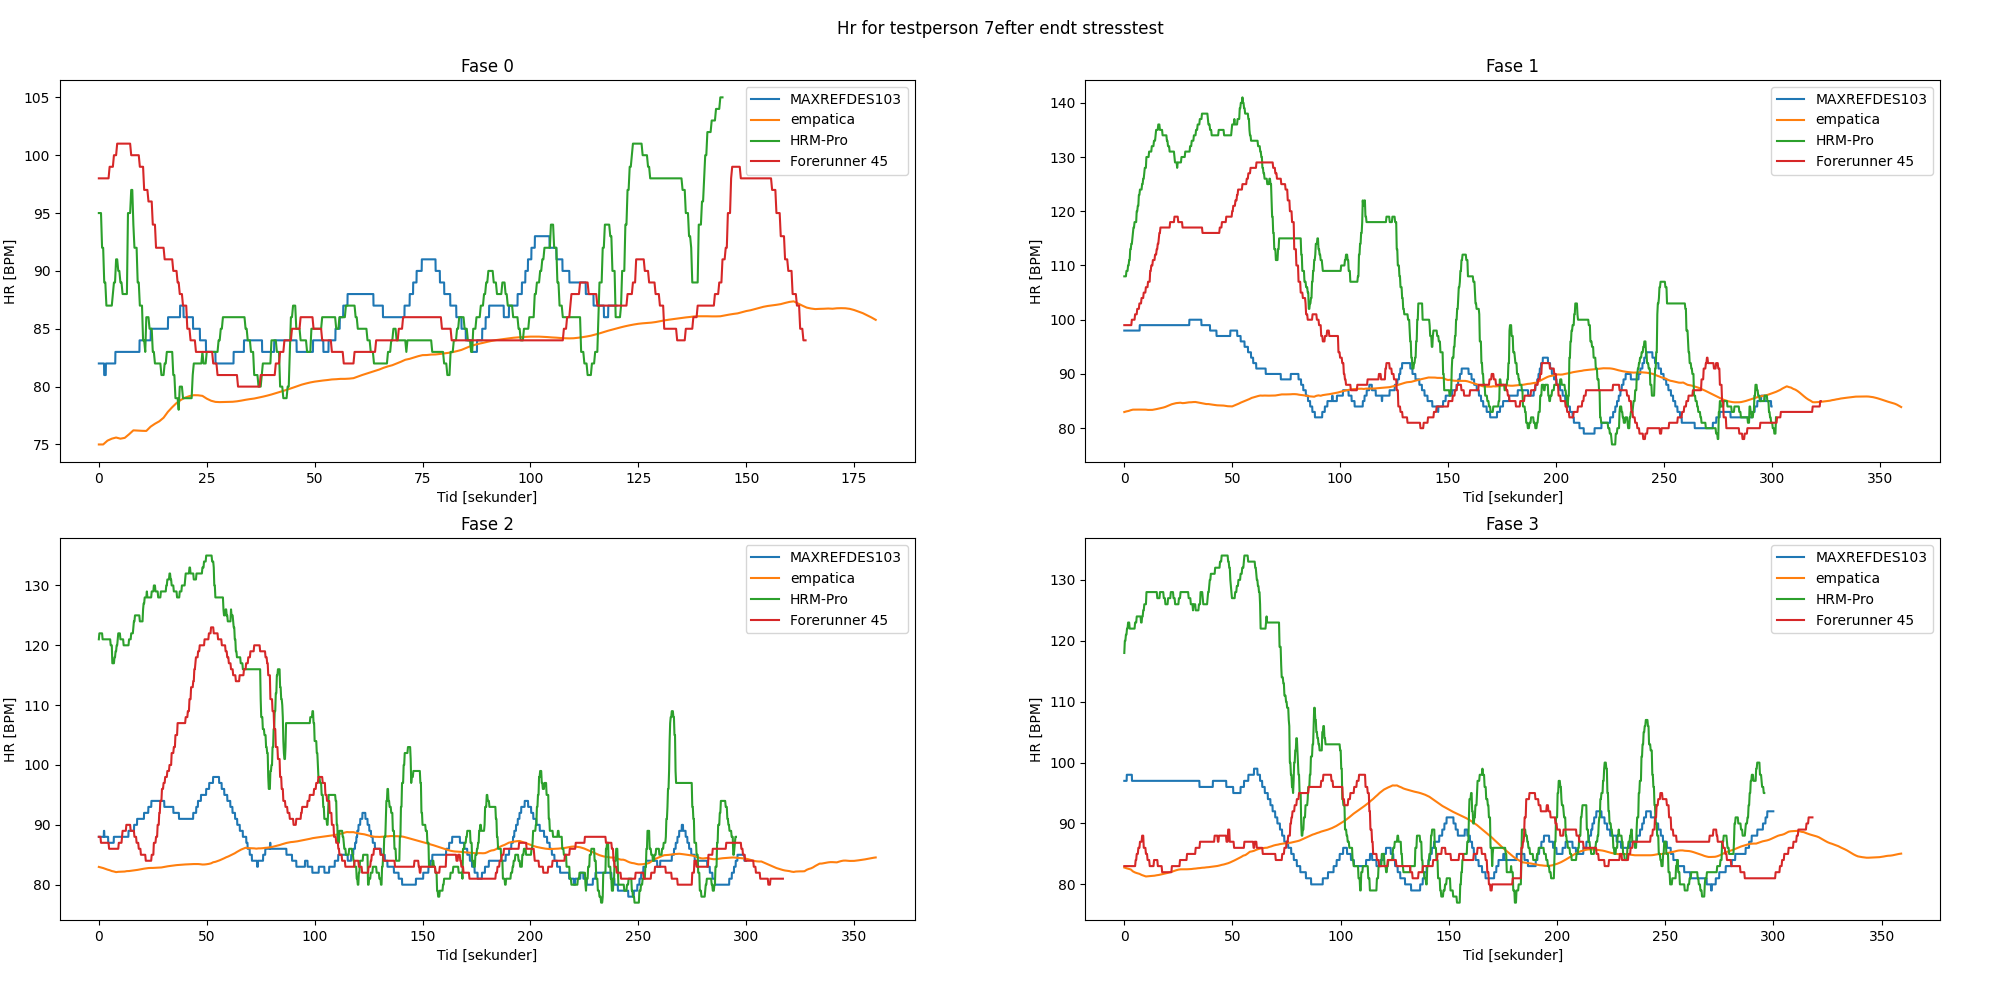 Hr for testperson 7efter endt stresstest
Fase 0
HR [BPM]
105
100
95
90
85
80
75
MAXREFDES103
empatica
HRM-Pro
Forerunner 45
0 25 50 75 100 125 150 175
Tid [sekunder]
Fase 1
HR [BPM]
140
130
120
110
100
90
80
MAXREFDES103
empatica
HRM-Pro
Forerunner 45
0 50 100 150 200 250 300 350
Tid [sekunder]
Fase 2
HR [BPM]
130
120
110
100
90
80
MAXREFDES103
empatica
HRM-Pro
Forerunner 45
0 50 100 150 200 250 300 350
Tid [sekunder]
Fase 3
HR [BPM]
130
120
110
100
90
80
MAXREFDES103
empatica
HRM-Pro
Forerunner 45
0 50 100 150 200 250 300 350
Tid [sekunder]